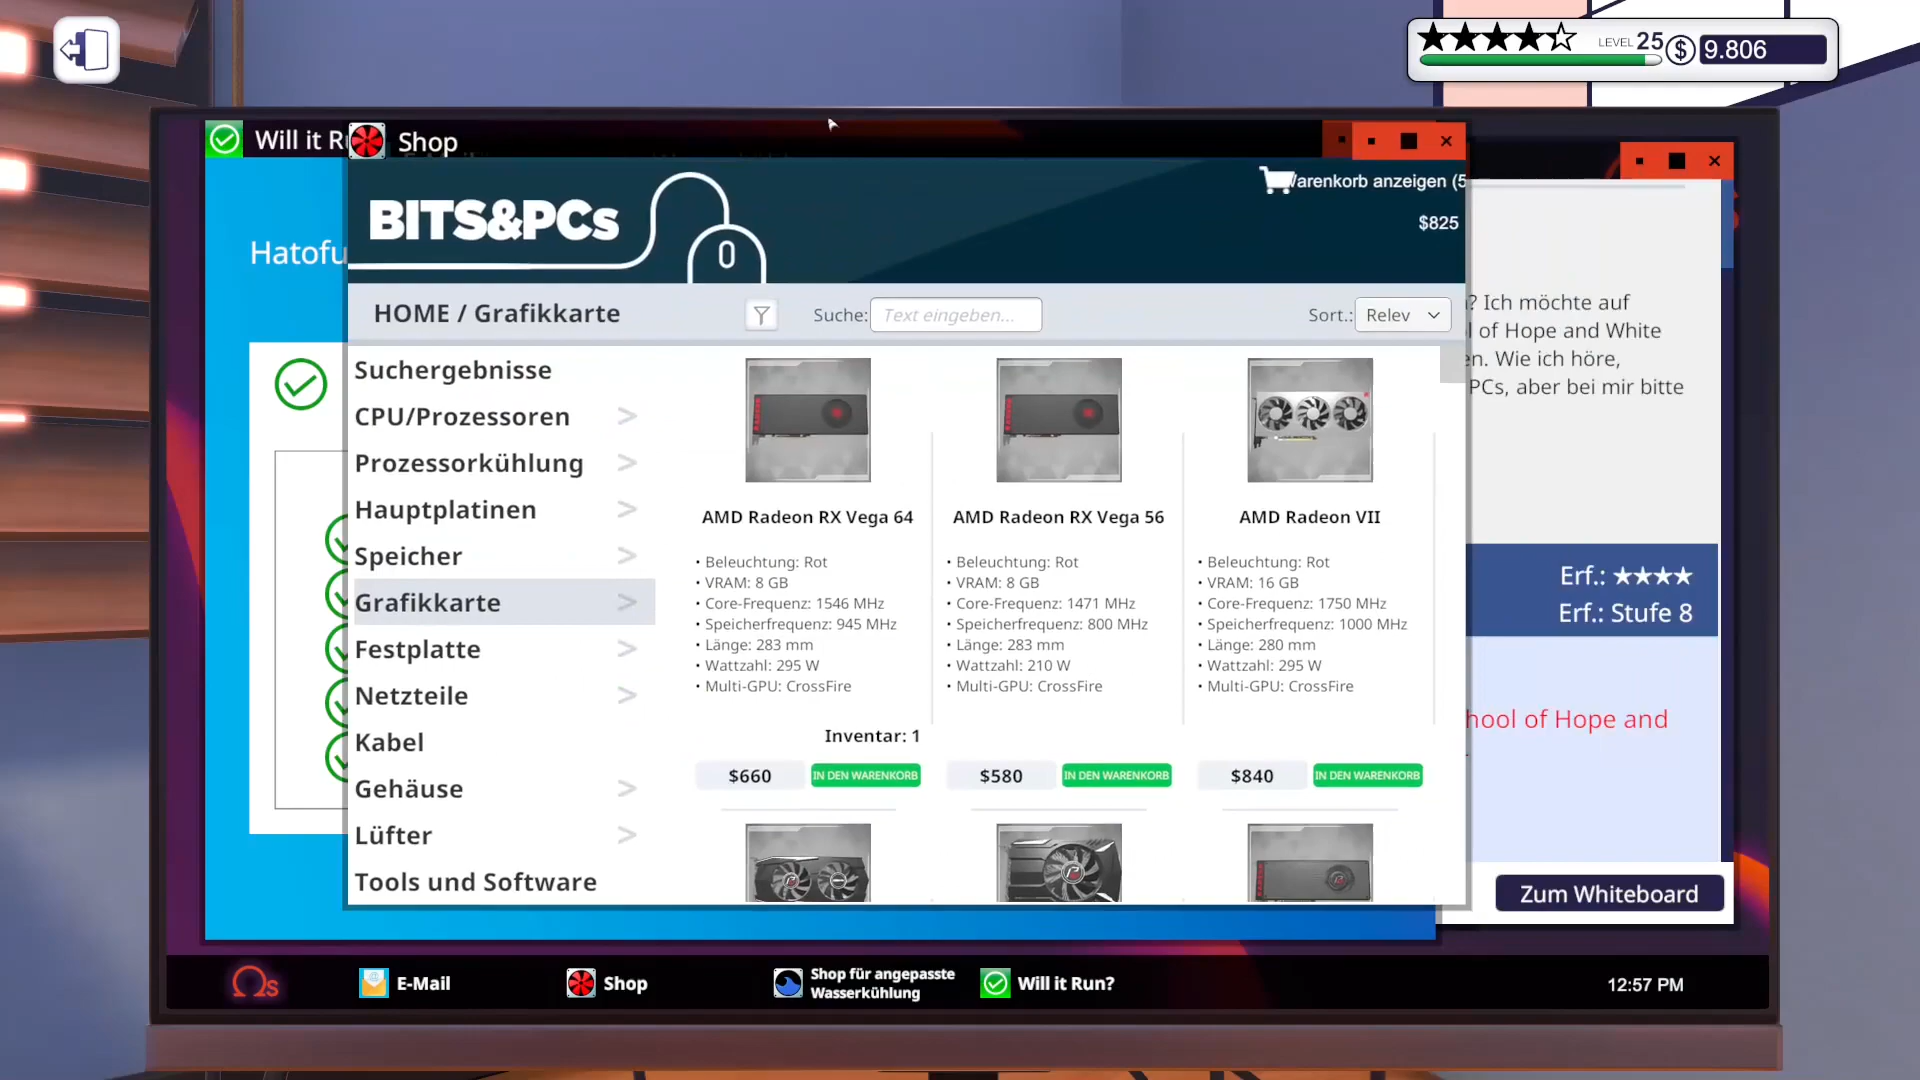 LEVEL 25
$ 9.806
Will it R
Shop
BITS&PCs
arenkorb anzeigen (5
$825
Hatofu
HOME / Grafikkarte
Suche:
Text eingeben...
Sort.:
Relev
? Ich möchte auf
l of Hope and White
en. Wie ich höre,
PCs, aber bei mir bitte
Suchergebnisse
CPU/Prozessoren >
Prozessorkühlung >
Hauptplatinen >
Speicher >
Grafikkarte >
Festplatte >
Netzteile >
Kabel
Gehäuse >
Lüfter >
Tools und Software
AMD Radeon RX Vega 64
• Beleuchtung: Rot
• VRAM: 8 GB
• Core-Frequenz: 1546 MHz
• Speicherfrequenz: 945 MHz
• Länge: 283 mm
• Wattzahl: 295 W
• Multi-GPU: CrossFire
Inventar: 1
$660
IN DEN WARENKORB
AMD Radeon RX Vega 56
• Beleuchtung: Rot
• VRAM: 8 GB
• Core-Frequenz: 1471 MHz
• Speicherfrequenz: 800 MHz
• Länge: 283 mm
• Wattzahl: 210 W
• Multi-GPU: CrossFire
$580
IN DEN WARENKORB
AMD Radeon VII
• Beleuchtung: Rot
• VRAM: 16 GB
• Core-Frequenz: 1750 MHz
• Speicherfrequenz: 1000 MHz
• Länge: 280 mm
• Wattzahl: 295 W
• Multi-GPU: CrossFire
$840
IN DEN WARENKORB
Erf.: ★★★★
Erf.: Stufe 8
hool of Hope and
Zum Whiteboard
Ωs
E-Mail
Shop
Shop für angepasste
Wasserkühlung
Will it Run?
12:57 PM